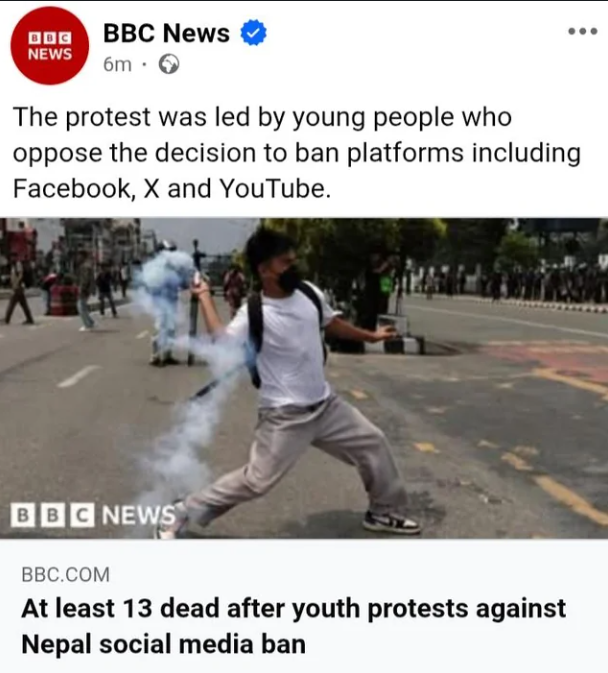 BBC
NEWS
BBC News
6m ·
The protest was led by young people who
oppose the decision to ban platforms including
Facebook, X and YouTube.
BBC NEWS
BBC.COM
At least 13 dead after youth protests against
Nepal social media ban